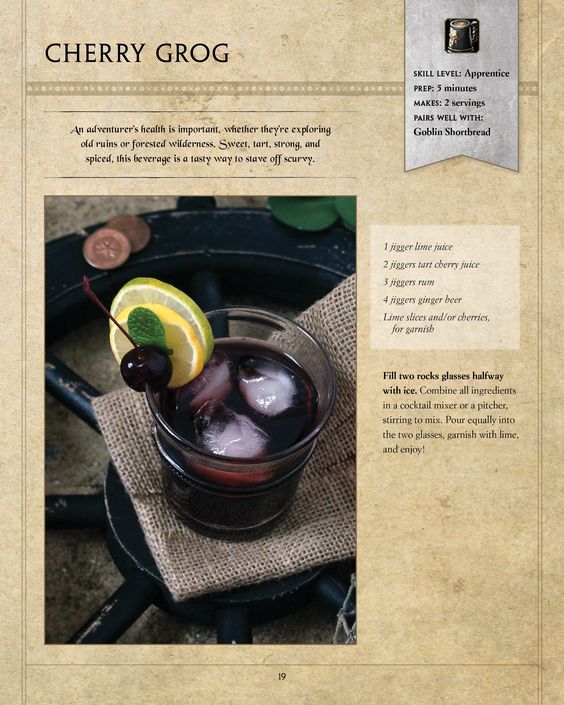 CHERRY GROG
SKILL LEVEL: Apprentice
PREP: 5 minutes
MAKES: 2 servings
PAIRS WELL WITH:
Goblin Shortbread
An adventurer's health is important, whether they're exploring
old ruins or forested wilderness. Sweet, tart, strong, and
spiced, this beverage is a tasty way to stave off scurvy.
1 jigger lime juice
2 jiggers tart cherry juice
3 jiggers rum
4 jiggers ginger beer
Lime slices and/or cherries,
for garnish
Fill two rocks glasses halfway
with ice. Combine all ingredients
in a cocktail mixer or a pitcher,
stirring to mix. Pour equally into
the two glasses, garnish with lime,
and enjoy!
19